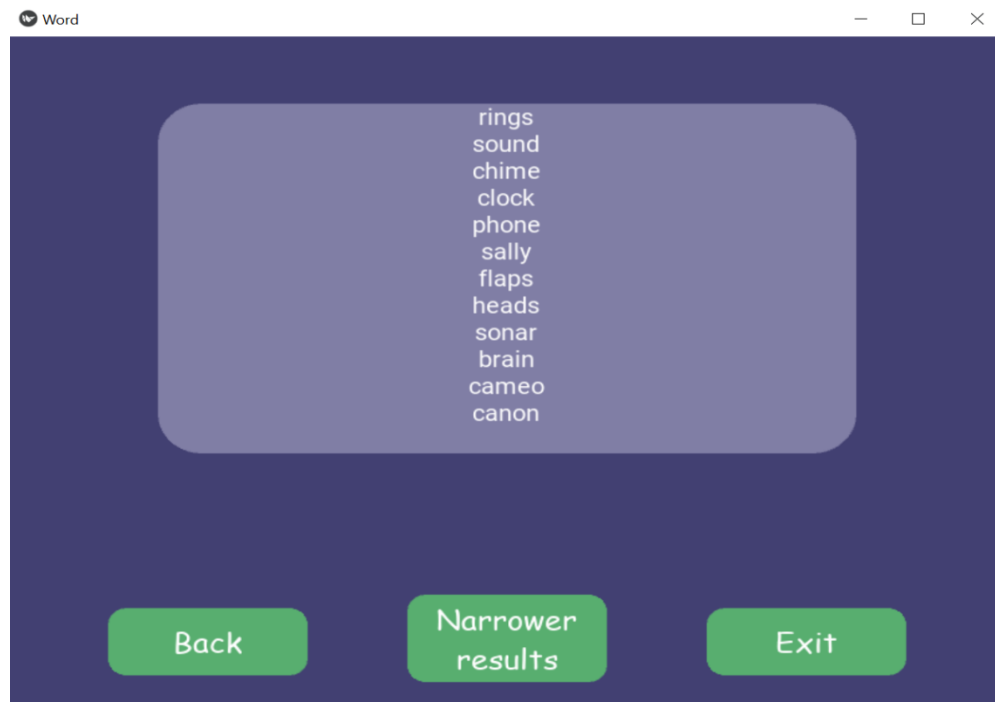 Word
rings
sound
chime
clock
phone
sally
flaps
heads
sonar
brain
cameo
canon
Back
Narrower
results
Exit